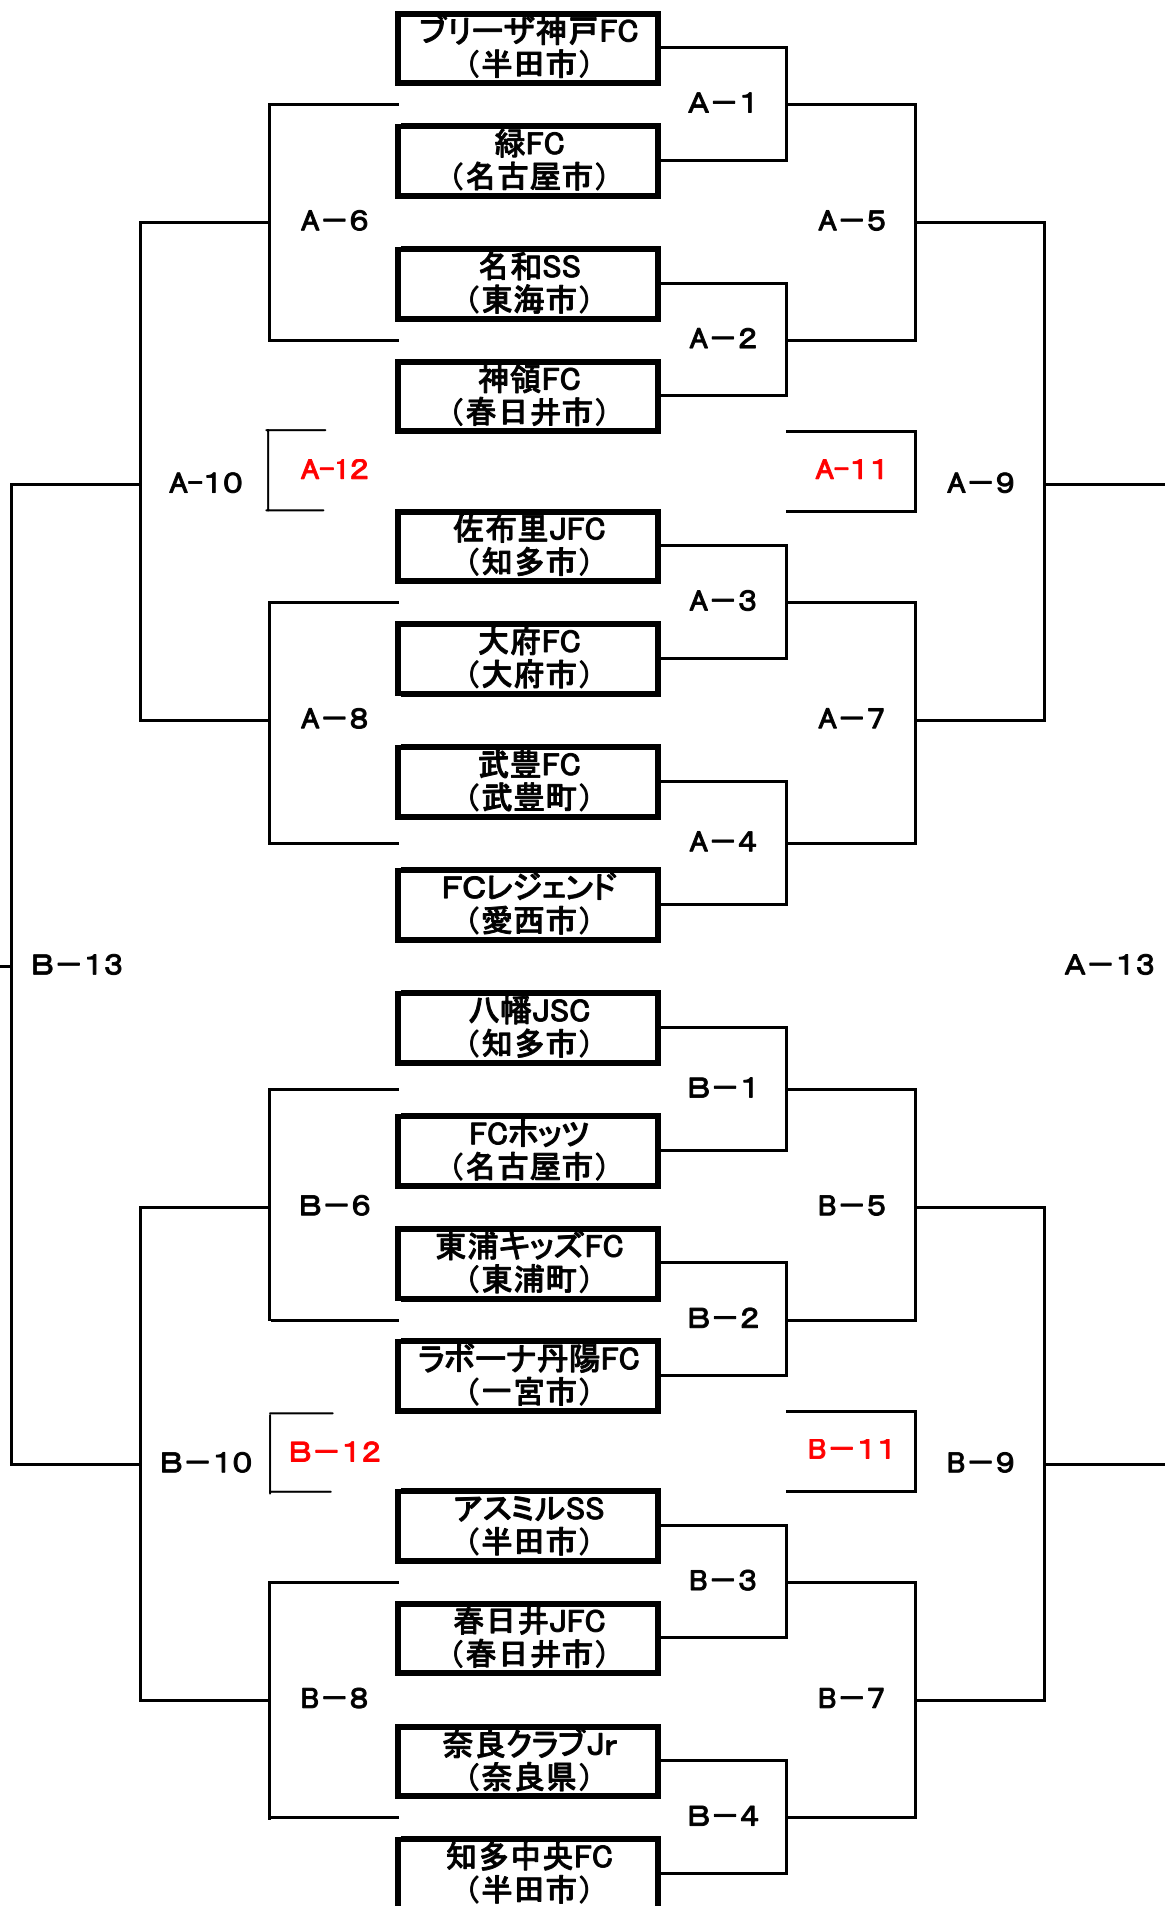 ブリーザ神戸FC
（半田市）
A－1
緑FC
（名古屋市）
A－6
A－5
名和SS
（東海市）
A－2
神領FC
（春日井市）
A-10
A-12
A-11
A－9
佐布里JFC
（知多市）
A－3
大府FC
（大府市）
A－8
A－7
武豊FC
（武豊町）
A－4
FCレジェンド
（愛西市）
B－13
A－13
八幡JSC
（知多市）
B－1
FCホッツ
（名古屋市）
B－6
B－5
東浦キッズFC
（東浦町）
B－2
ラボーナ丹陽FC
（一宮市）
B－10
B－12
B－11
B－9
アスミルSS
（半田市）
B－3
春日井JFC
（春日井市）
B－8
B－7
奈良クラブJr
（奈良県）
B－4
知多中央FC
（半田市）